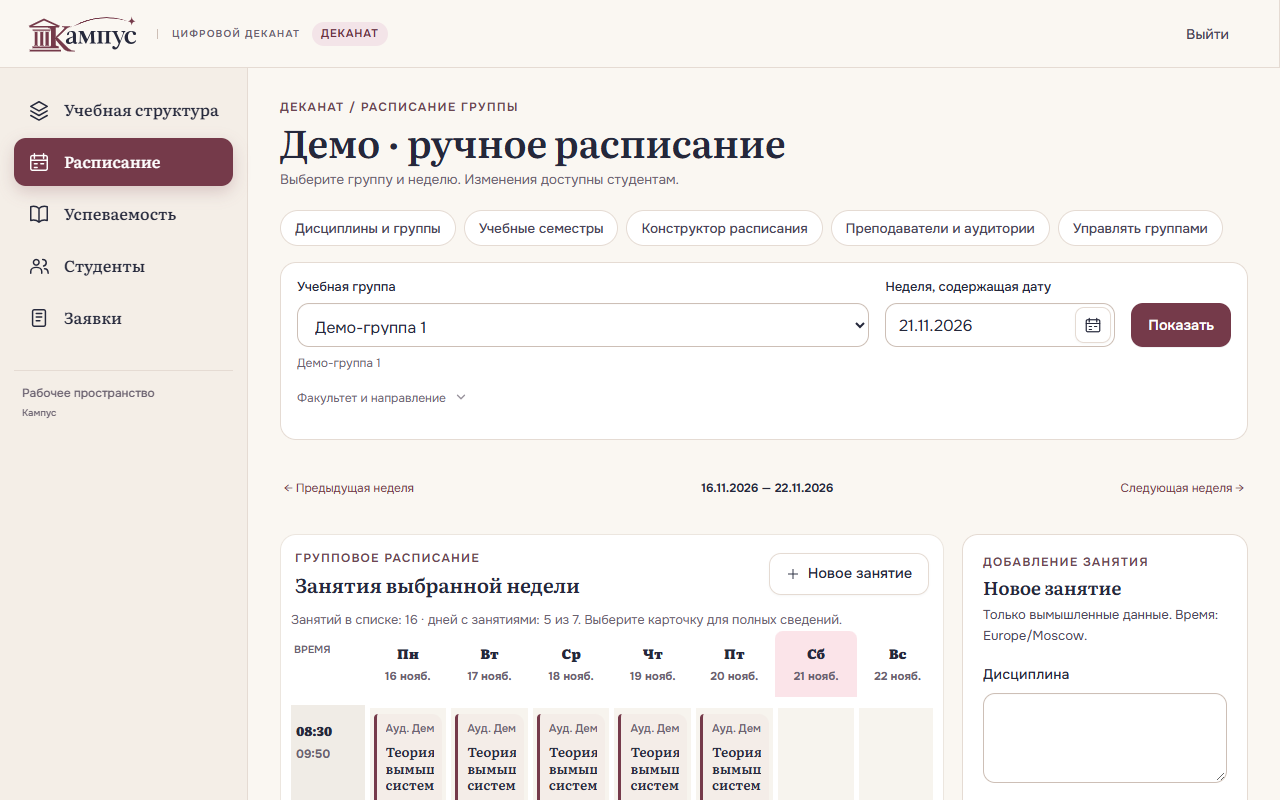 Кампус
ЦИФРОВОЙ ДЕКАНАТ
ДЕКАНАТ
Выйти
Учебная структура
Расписание
Успеваемость
Студенты
Заявки
Рабочее пространство
Кампус
ДЕКАНАТ / РАСПИСАНИЕ ГРУППЫ
Демо · ручное расписание
Выберите группу и неделю. Изменения доступны студентам.
Дисциплины и группы
Учебные семестры
Конструктор расписания
Преподаватели и аудитории
Управлять группами
Учебная группа
Неделя, содержащая дату
Демо-группа 1
21.11.2026
Показать
Демо-группа 1
Факультет и направление
← Предыдущая неделя
16.11.2026 — 22.11.2026
Следующая неделя →
ГРУППОВОЕ РАСПИСАНИЕ
Занятия выбранной недели
+ Новое занятие
Занятий в списке: 16 · дней с занятиями: 5 из 7. Выберите карточку для полных сведений.
ВРЕМЯ
Пн
16 нояб.
Вт
17 нояб.
Ср
18 нояб.
Чт
19 нояб.
Пт
20 нояб.
Сб
21 нояб.
Вс
22 нояб.
08:30
09:50
Ауд. Дем
Теория
вымыш
систем
Ауд. Дем
Теория
вымыш
систем
Ауд. Дем
Теория
вымыш
систем
Ауд. Дем
Теория
вымыш
систем
Ауд. Дем
Теория
вымыш
систем
ДОБАВЛЕНИЕ ЗАНЯТИЯ
Новое занятие
Только вымышленные данные. Время:
Europe/Moscow.
Дисциплина